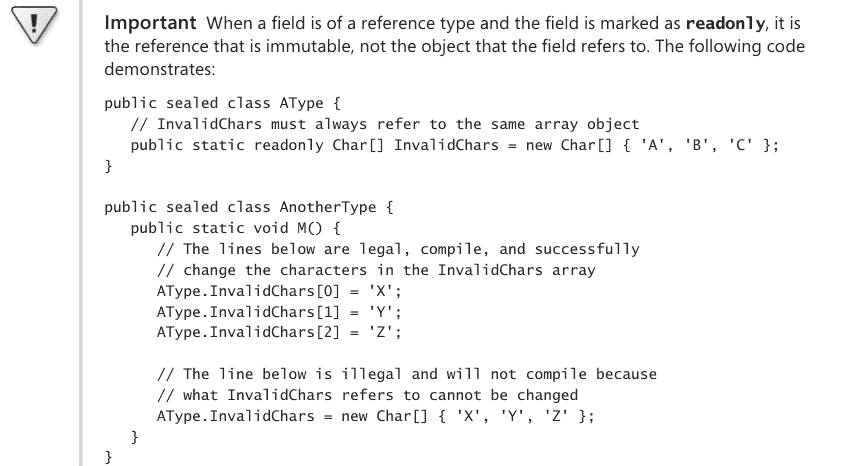 Important When a field is of a reference type and the field is marked as readonly, it is
the reference that is immutable, not the object that the field refers to. The following code
demonstrates:
public sealed class AType {
   // InvalidChars must always refer to the same array object
   public static readonly Char[] InvalidChars = new Char[] { 'A', 'B', 'C' };
}
public sealed class AnotherType {
   public static void M() {
      // The lines below are legal, compile, and successfully
      // change the characters in the InvalidChars array
      AType.InvalidChars[0] = 'X';
      AType.InvalidChars[1] = 'Y';
      AType.InvalidChars[2] = 'Z';
      // The line below is illegal and will not compile because
      // what InvalidChars refers to cannot be changed
      AType.InvalidChars = new Char[] { 'X', 'Y', 'Z' };
   }
}